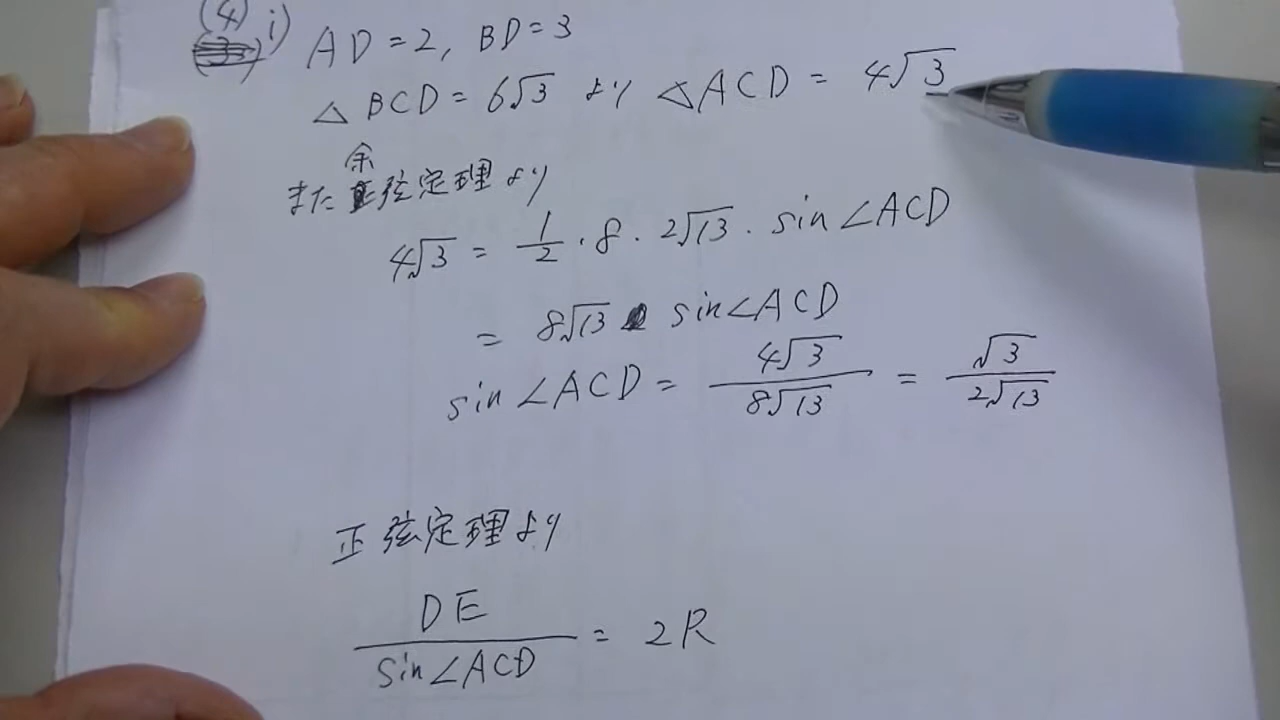 (4) i) AD = 2, BD = 3
△BCD = 6√3 より △ACD = 4√3
また余弦定理より
4√3 = 1/2 · 8 · 2√13 · sin∠ACD
= 8√13 sin∠ACD
sin∠ACD = 4√3/8√13 = √3/2√13
正弦定理より
DE/sin∠ACD = 2R